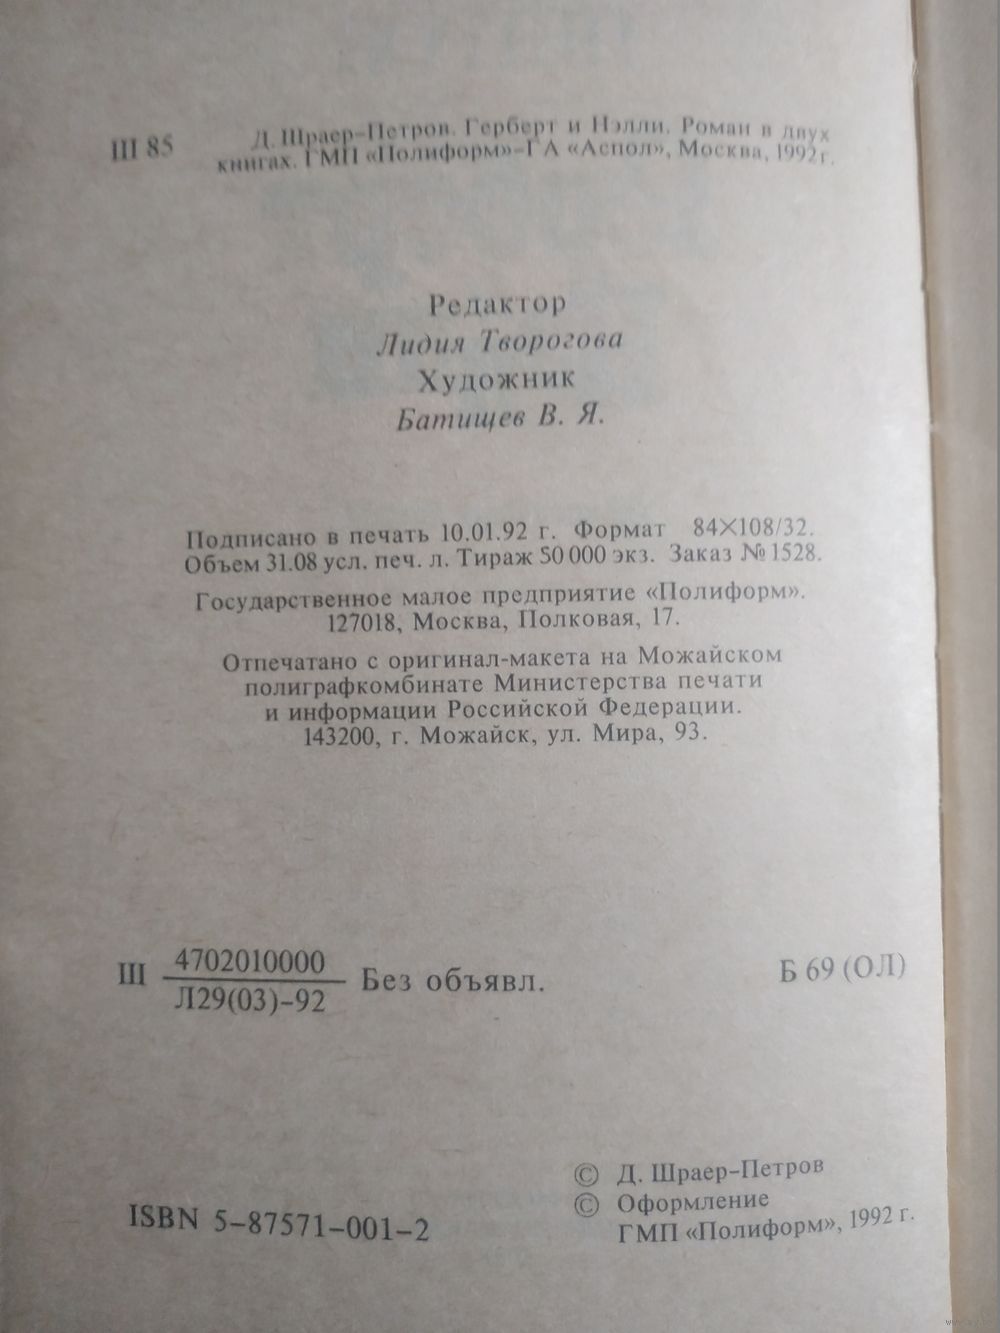 Ш 85 Д. Шраер-Петров. Герберт и Нэлли. Роман в двух
книгах. ГМП «Полиформ»-ГА «Аспол», Москва, 1992 г.
Редактор
Лидия Творогова
Художник
Батищев В. Я.
Подписано в печать 10.01.92 г. Формат 84×108/32.
Объем 31.08 усл. печ. л. Тираж 50 000 экз. Заказ № 1528.
Государственное малое предприятие «Полиформ».
127018, Москва, Полковая, 17.
Отпечатано с оригинал-макета на Можайском
полиграфкомбинате Министерства печати
и информации Российской Федерации.
143200, г. Можайск, ул. Мира, 93.
4702010000
Ш Без объявл. Б 69 (ОЛ)
Л29(03)-92
© Д. Шраер-Петров
© Оформление
ГМП «Полиформ», 1992 г.
ISBN 5-87571-001-2